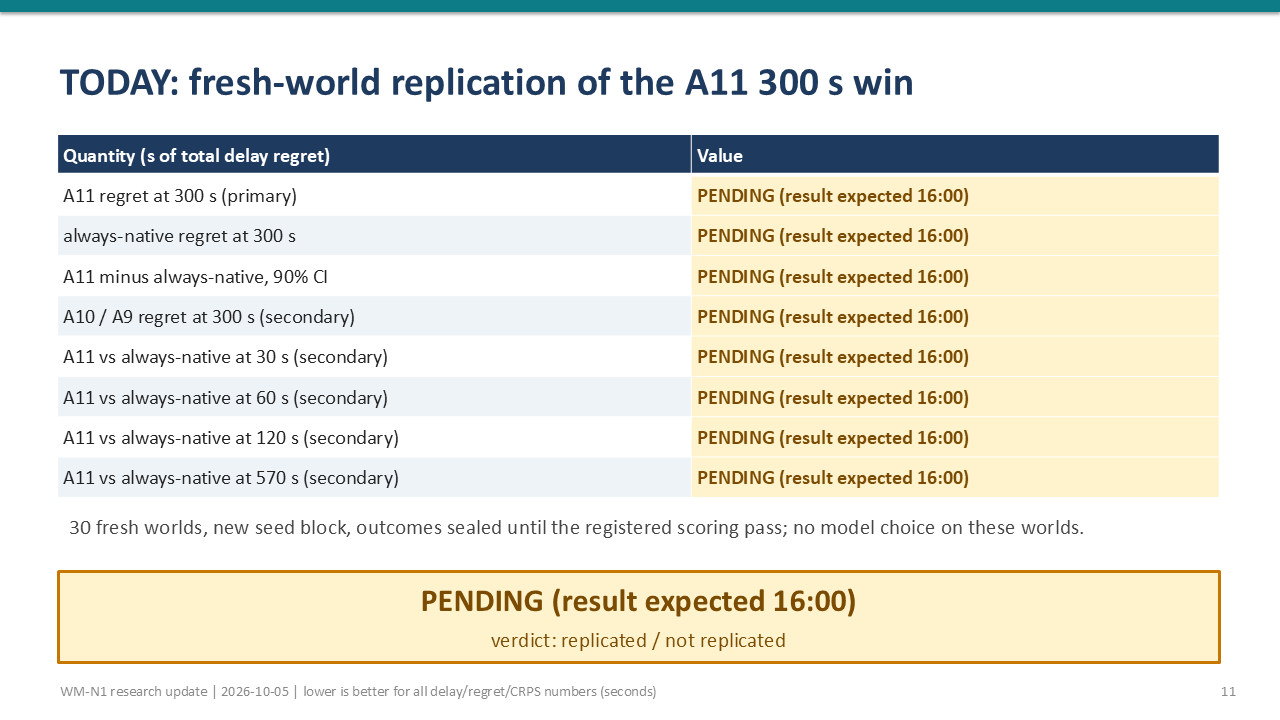 TODAY: fresh-world replication of the A11 300 s win
Quantity (s of total delay regret) Value
A11 regret at 300 s (primary) PENDING (result expected 16:00)
always-native regret at 300 s PENDING (result expected 16:00)
A11 minus always-native, 90% CI PENDING (result expected 16:00)
A10 / A9 regret at 300 s (secondary) PENDING (result expected 16:00)
A11 vs always-native at 30 s (secondary) PENDING (result expected 16:00)
A11 vs always-native at 60 s (secondary) PENDING (result expected 16:00)
A11 vs always-native at 120 s (secondary) PENDING (result expected 16:00)
A11 vs always-native at 570 s (secondary) PENDING (result expected 16:00)
30 fresh worlds, new seed block, outcomes sealed until the registered scoring pass; no model choice on these worlds.
PENDING (result expected 16:00)
verdict: replicated / not replicated
WM-N1 research update | 2026-10-05 | lower is better for all delay/regret/CRPS numbers (seconds) 11